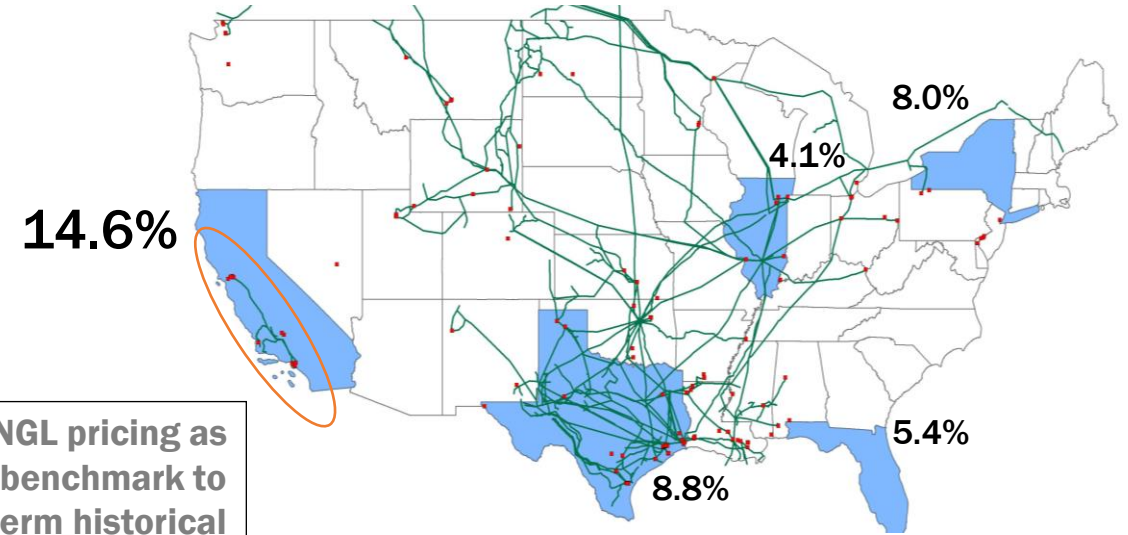 8.0%
4.1%
14.6%
5.4%
NGL pricing as
benchmark to
erm historical
8.8%